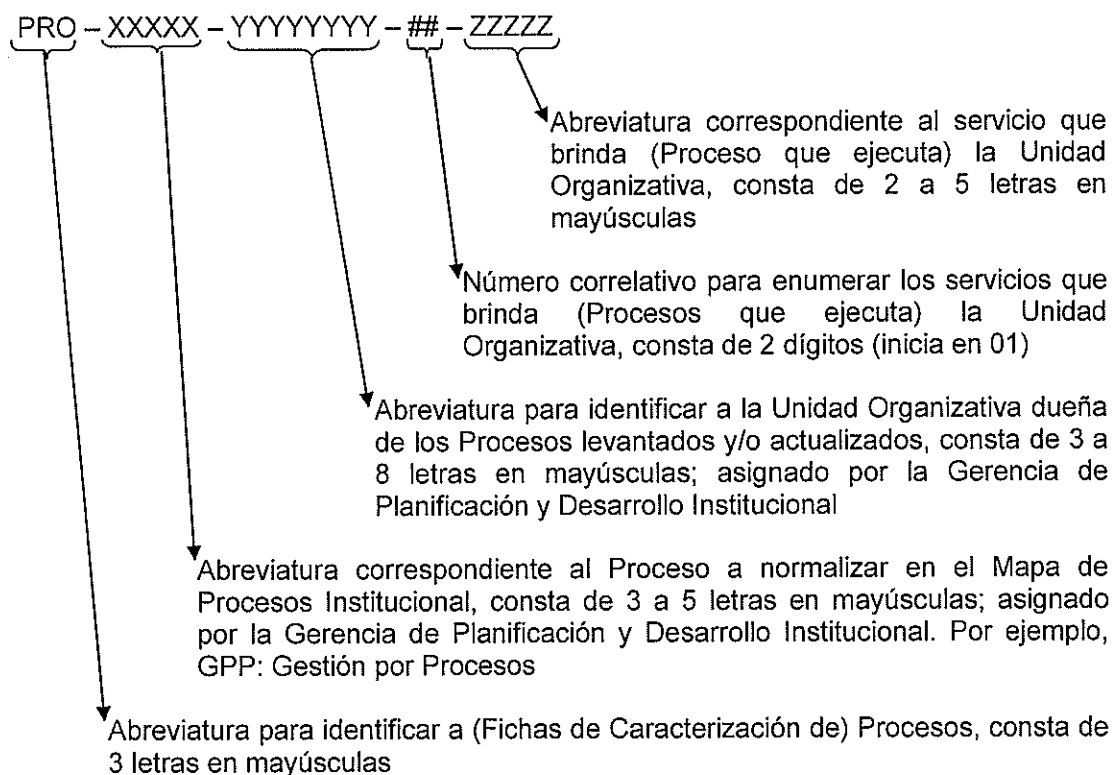 PRO – XXXXX – YYYYYYYY – ## – ZZZZZ
Abreviatura correspondiente al servicio que
brinda (Proceso que ejecuta) la Unidad
Organizativa, consta de 2 a 5 letras en
mayúsculas
Número correlativo para enumerar los servicios que
brinda (Procesos que ejecuta) la Unidad
Organizativa, consta de 2 dígitos (inicia en 01)
Abreviatura para identificar a la Unidad Organizativa dueña
de los Procesos levantados y/o actualizados, consta de 3 a
8 letras en mayúsculas; asignado por la Gerencia de
Planificación y Desarrollo Institucional
Abreviatura correspondiente al Proceso a normalizar en el Mapa de
Procesos Institucional, consta de 3 a 5 letras en mayúsculas; asignado
por la Gerencia de Planificación y Desarrollo Institucional. Por ejemplo,
GPP: Gestión por Procesos
Abreviatura para identificar a (Fichas de Caracterización de) Procesos, consta de
3 letras en mayúsculas